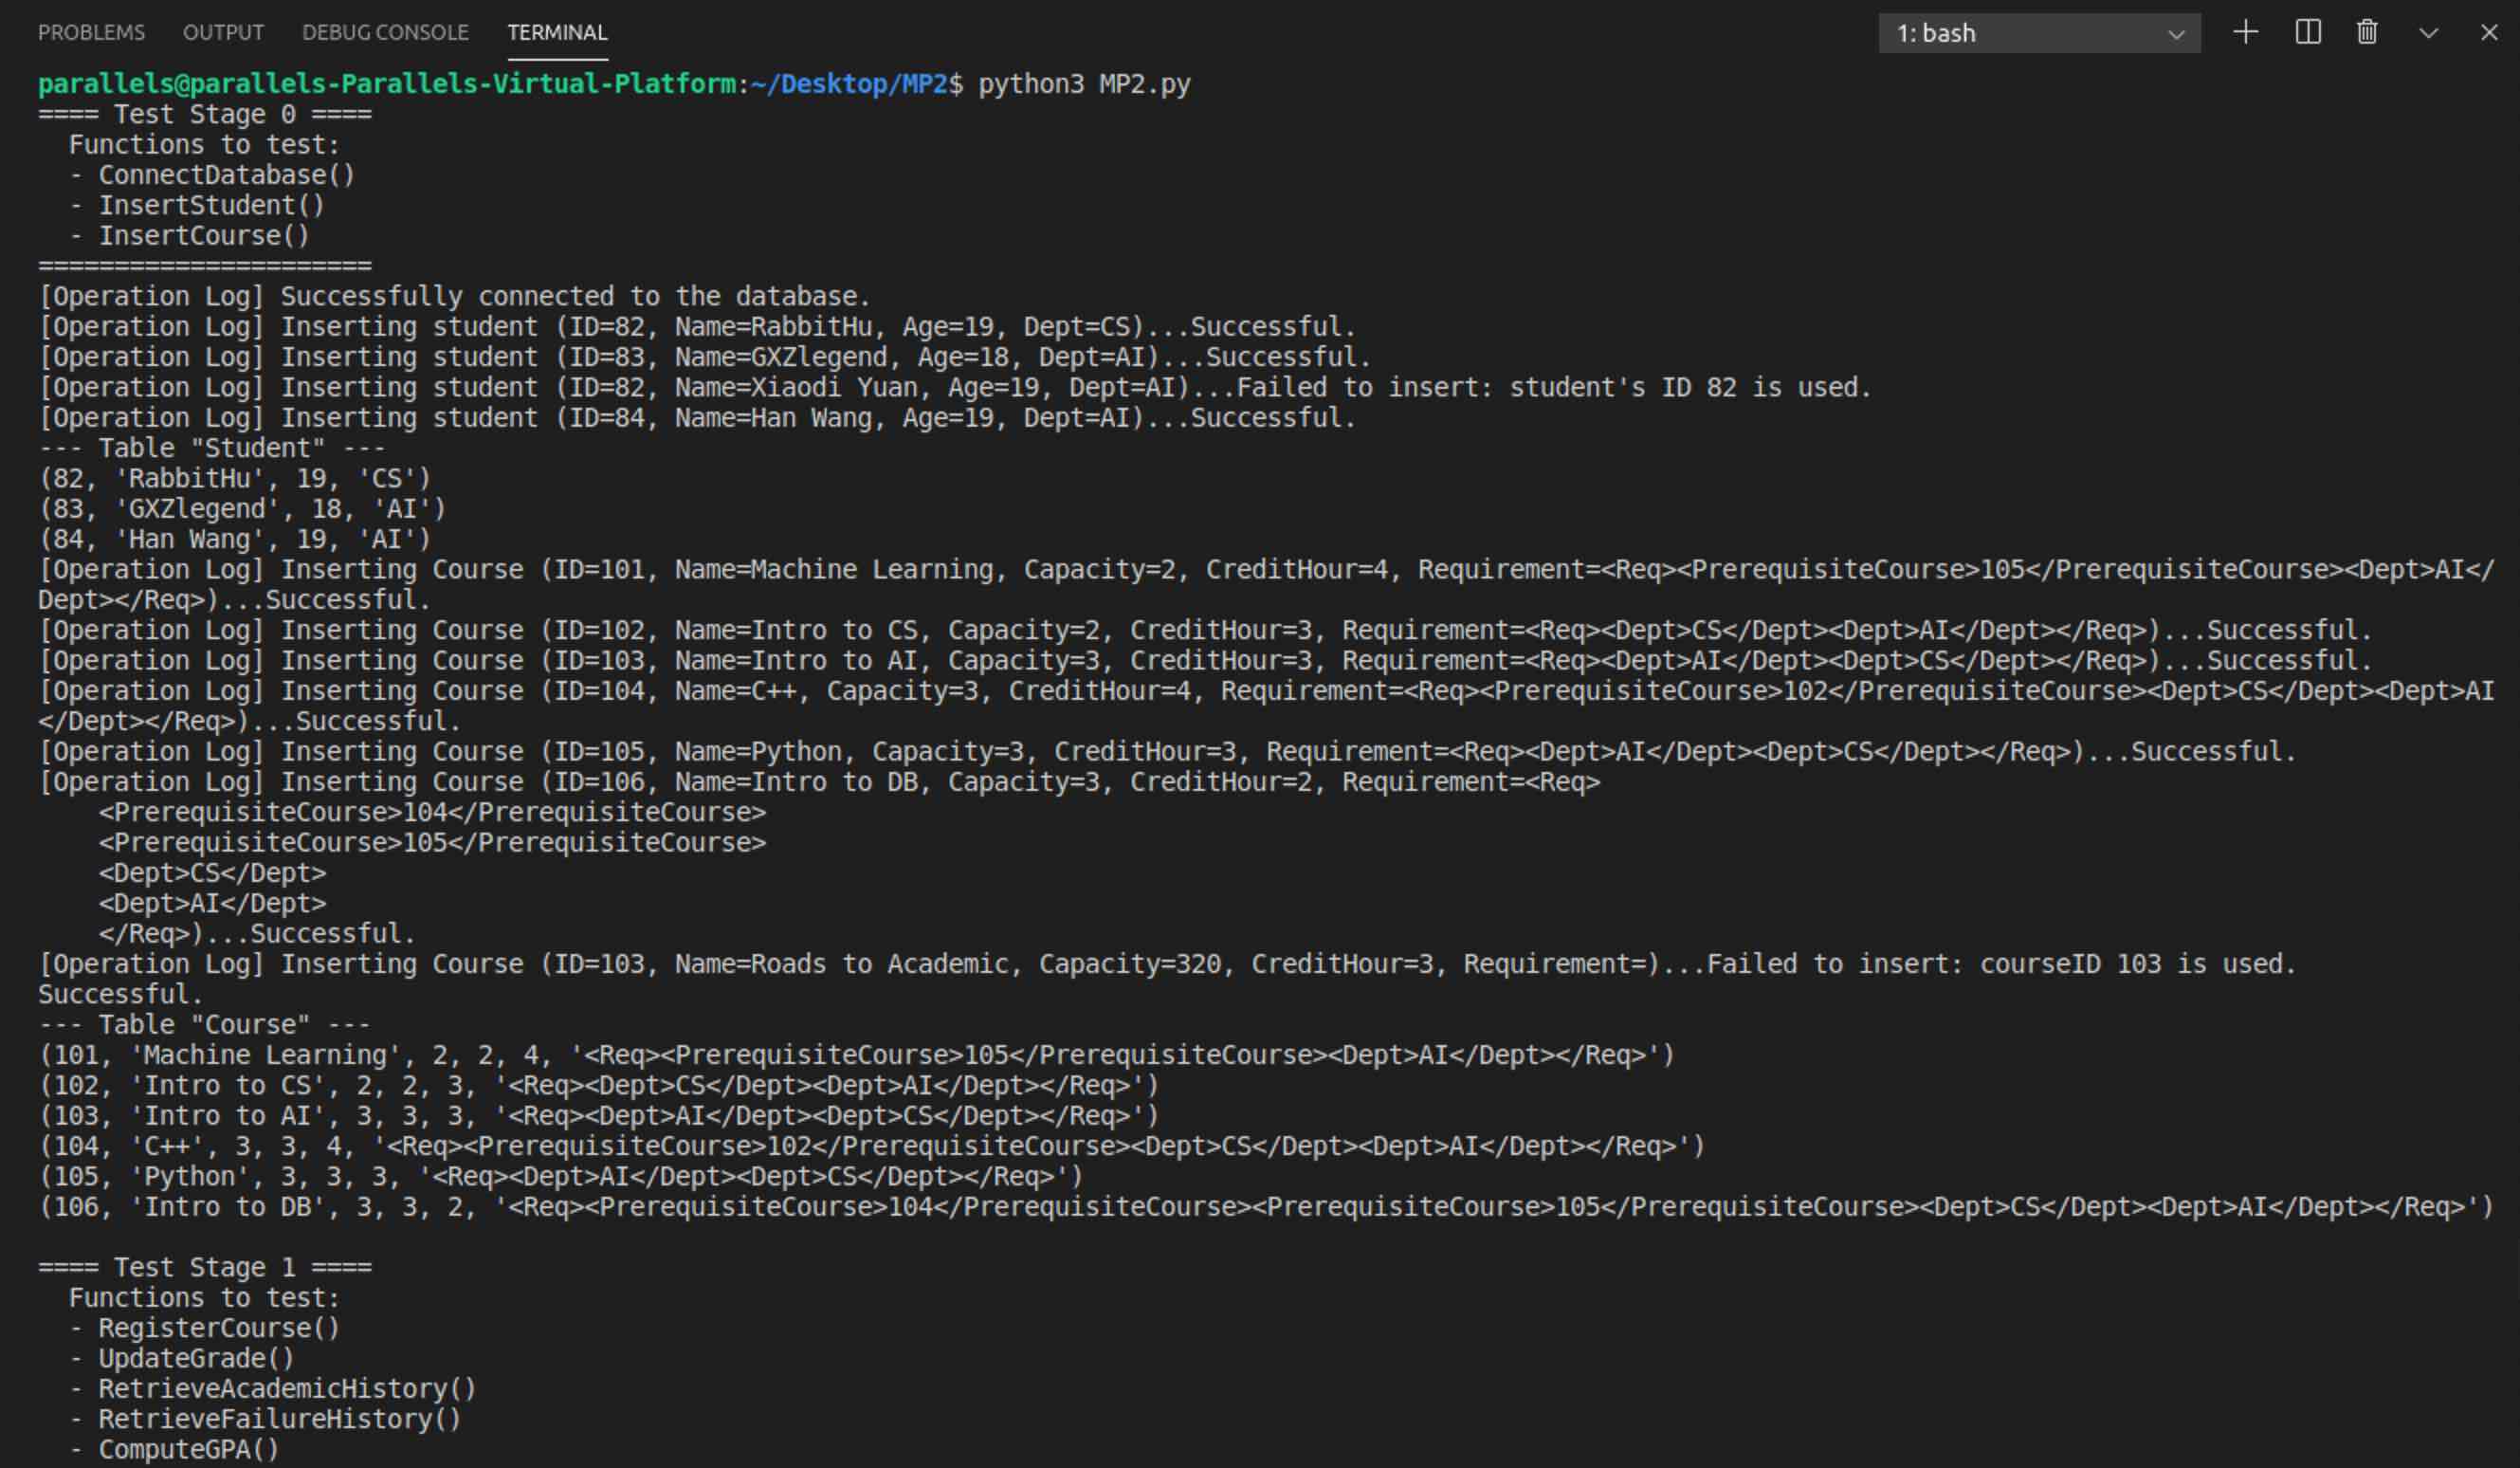 PROBLEMS OUTPUT DEBUG CONSOLE TERMINAL 1: bash
parallels@parallels-Parallels-Virtual-Platform:~/Desktop/MP2$ python3 MP2.py
==== Test Stage 0 ====
  Functions to test:
  - ConnectDatabase()
  - InsertStudent()
  - InsertCourse()
======================
[Operation Log] Successfully connected to the database.
[Operation Log] Inserting student (ID=82, Name=RabbitHu, Age=19, Dept=CS)...Successful.
[Operation Log] Inserting student (ID=83, Name=GXZlegend, Age=18, Dept=AI)...Successful.
[Operation Log] Inserting student (ID=82, Name=Xiaodi Yuan, Age=19, Dept=AI)...Failed to insert: student's ID 82 is used.
[Operation Log] Inserting student (ID=84, Name=Han Wang, Age=19, Dept=AI)...Successful.
--- Table "Student" ---
(82, 'RabbitHu', 19, 'CS')
(83, 'GXZlegend', 18, 'AI')
(84, 'Han Wang', 19, 'AI')
[Operation Log] Inserting Course (ID=101, Name=Machine Learning, Capacity=2, CreditHour=4, Requirement=<Req><PrerequisiteCourse>105</PrerequisiteCourse><Dept>AI</
Dept></Req>)...Successful.
[Operation Log] Inserting Course (ID=102, Name=Intro to CS, Capacity=2, CreditHour=3, Requirement=<Req><Dept>CS</Dept><Dept>AI</Dept></Req>)...Successful.
[Operation Log] Inserting Course (ID=103, Name=Intro to AI, Capacity=3, CreditHour=3, Requirement=<Req><Dept>AI</Dept><Dept>CS</Dept></Req>)...Successful.
[Operation Log] Inserting Course (ID=104, Name=C++, Capacity=3, CreditHour=4, Requirement=<Req><PrerequisiteCourse>102</PrerequisiteCourse><Dept>CS</Dept><Dept>AI
</Dept></Req>)...Successful.
[Operation Log] Inserting Course (ID=105, Name=Python, Capacity=3, CreditHour=3, Requirement=<Req><Dept>AI</Dept><Dept>CS</Dept></Req>)...Successful.
[Operation Log] Inserting Course (ID=106, Name=Intro to DB, Capacity=3, CreditHour=2, Requirement=<Req>
    <PrerequisiteCourse>104</PrerequisiteCourse>
    <PrerequisiteCourse>105</PrerequisiteCourse>
    <Dept>CS</Dept>
    <Dept>AI</Dept>
    </Req>)...Successful.
[Operation Log] Inserting Course (ID=103, Name=Roads to Academic, Capacity=320, CreditHour=3, Requirement=)...Failed to insert: courseID 103 is used.
Successful.
--- Table "Course" ---
(101, 'Machine Learning', 2, 2, 4, '<Req><PrerequisiteCourse>105</PrerequisiteCourse><Dept>AI</Dept></Req>')
(102, 'Intro to CS', 2, 2, 3, '<Req><Dept>CS</Dept><Dept>AI</Dept></Req>')
(103, 'Intro to AI', 3, 3, 3, '<Req><Dept>AI</Dept><Dept>CS</Dept></Req>')
(104, 'C++', 3, 3, 4, '<Req><PrerequisiteCourse>102</PrerequisiteCourse><Dept>CS</Dept><Dept>AI</Dept></Req>')
(105, 'Python', 3, 3, 3, '<Req><Dept>AI</Dept><Dept>CS</Dept></Req>')
(106, 'Intro to DB', 3, 3, 2, '<Req><PrerequisiteCourse>104</PrerequisiteCourse><PrerequisiteCourse>105</PrerequisiteCourse><Dept>CS</Dept><Dept>AI</Dept></Req>')
==== Test Stage 1 ====
  Functions to test:
  - RegisterCourse()
  - UpdateGrade()
  - RetrieveAcademicHistory()
  - RetrieveFailureHistory()
  - ComputeGPA()